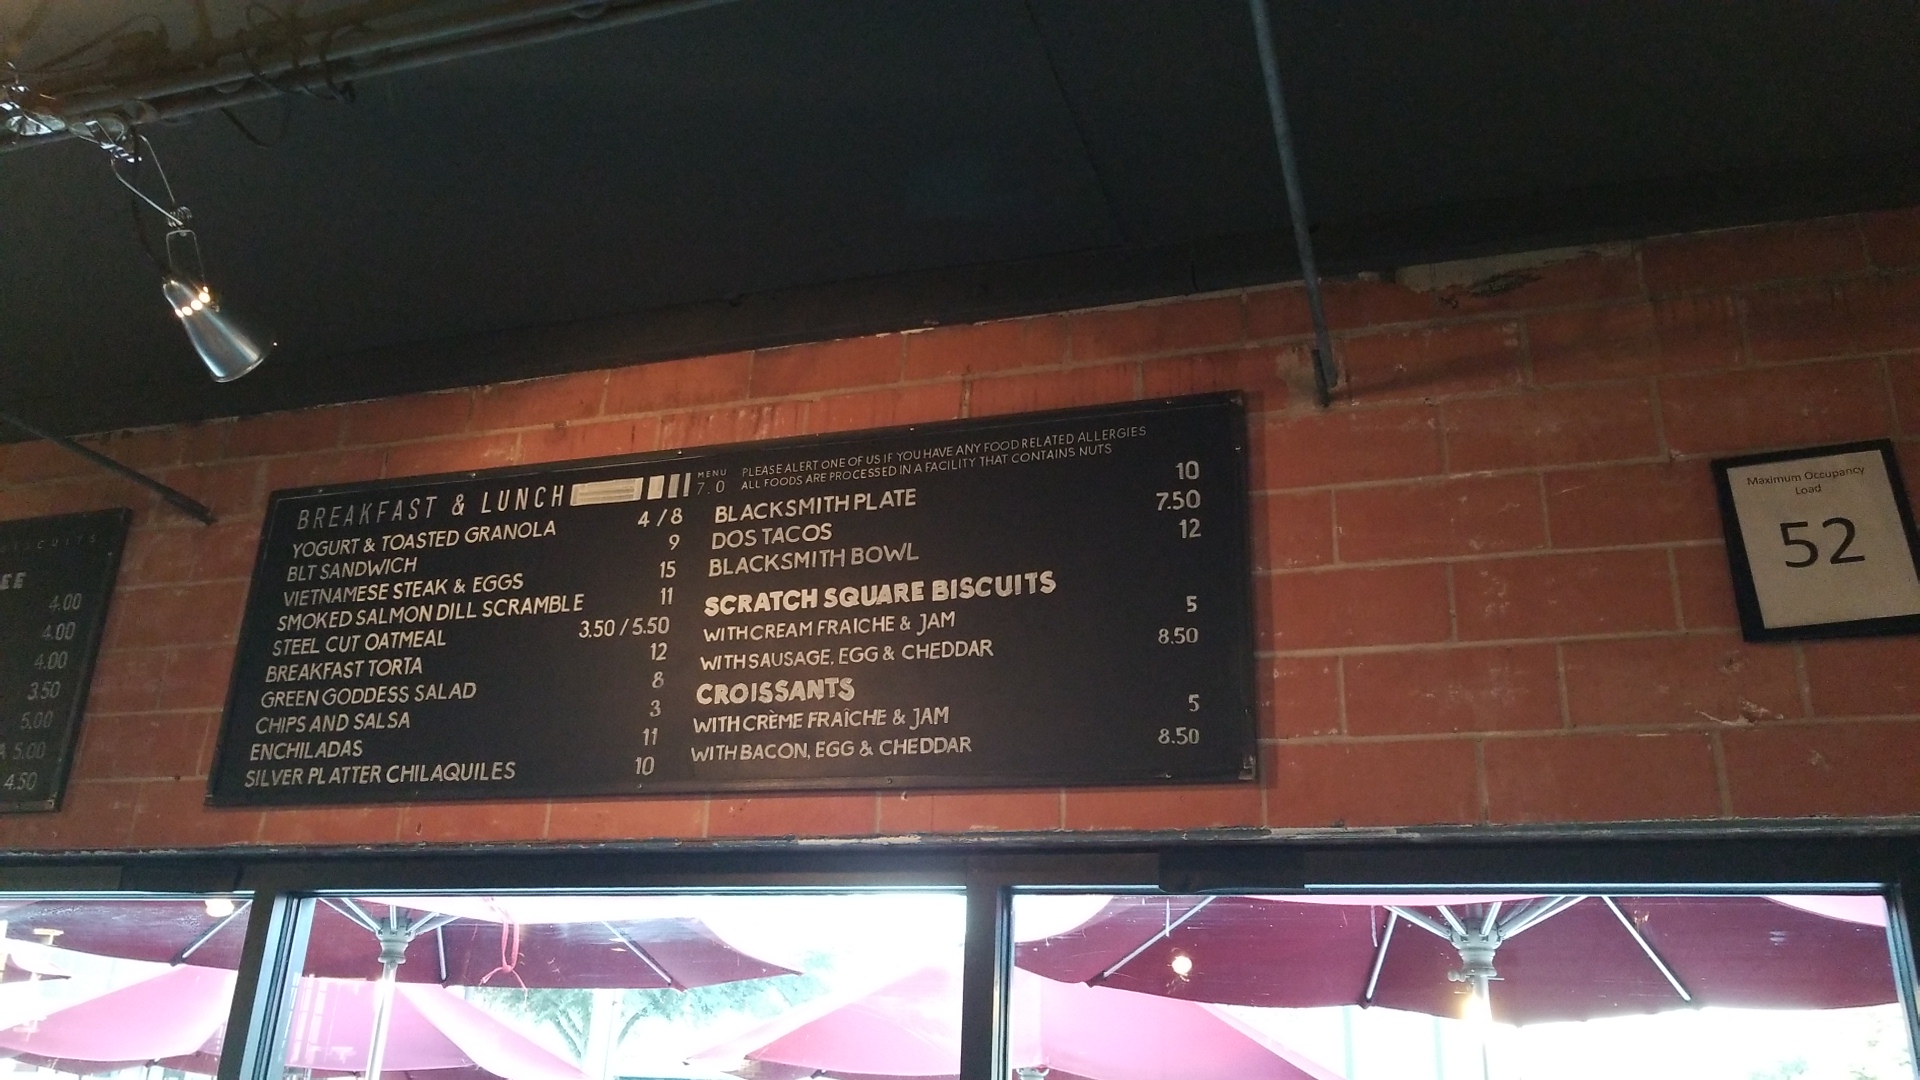 BISCUITS
EE
4.00
4.00
4.00
3.50
5.00
A 5.00
4.50
BREAKFAST & LUNCH
MENU
7.0
YOGURT & TOASTED GRANOLA 4 / 8
BLT SANDWICH 9
VIETNAMESE STEAK & EGGS 15
SMOKED SALMON DILL SCRAMBLE 11
STEEL CUT OATMEAL 3.50 / 5.50
BREAKFAST TORTA 12
GREEN GODDESS SALAD 8
CHIPS AND SALSA 3
ENCHILADAS 11
SILVER PLATTER CHILAQUILES 10
PLEASE ALERT ONE OF US IF YOU HAVE ANY FOOD RELATED ALLERGIES
ALL FOODS ARE PROCESSED IN A FACILITY THAT CONTAINS NUTS
BLACKSMITH PLATE 10
DOS TACOS 7.50
BLACKSMITH BOWL 12
SCRATCH SQUARE BISCUITS
WITH CREAM FRAICHE & JAM 5
WITH SAUSAGE, EGG & CHEDDAR 8.50
CROISSANTS
WITH CRÈME FRAÎCHE & JAM 5
WITH BACON, EGG & CHEDDAR 8.50
Maximum Occupancy
Load
52